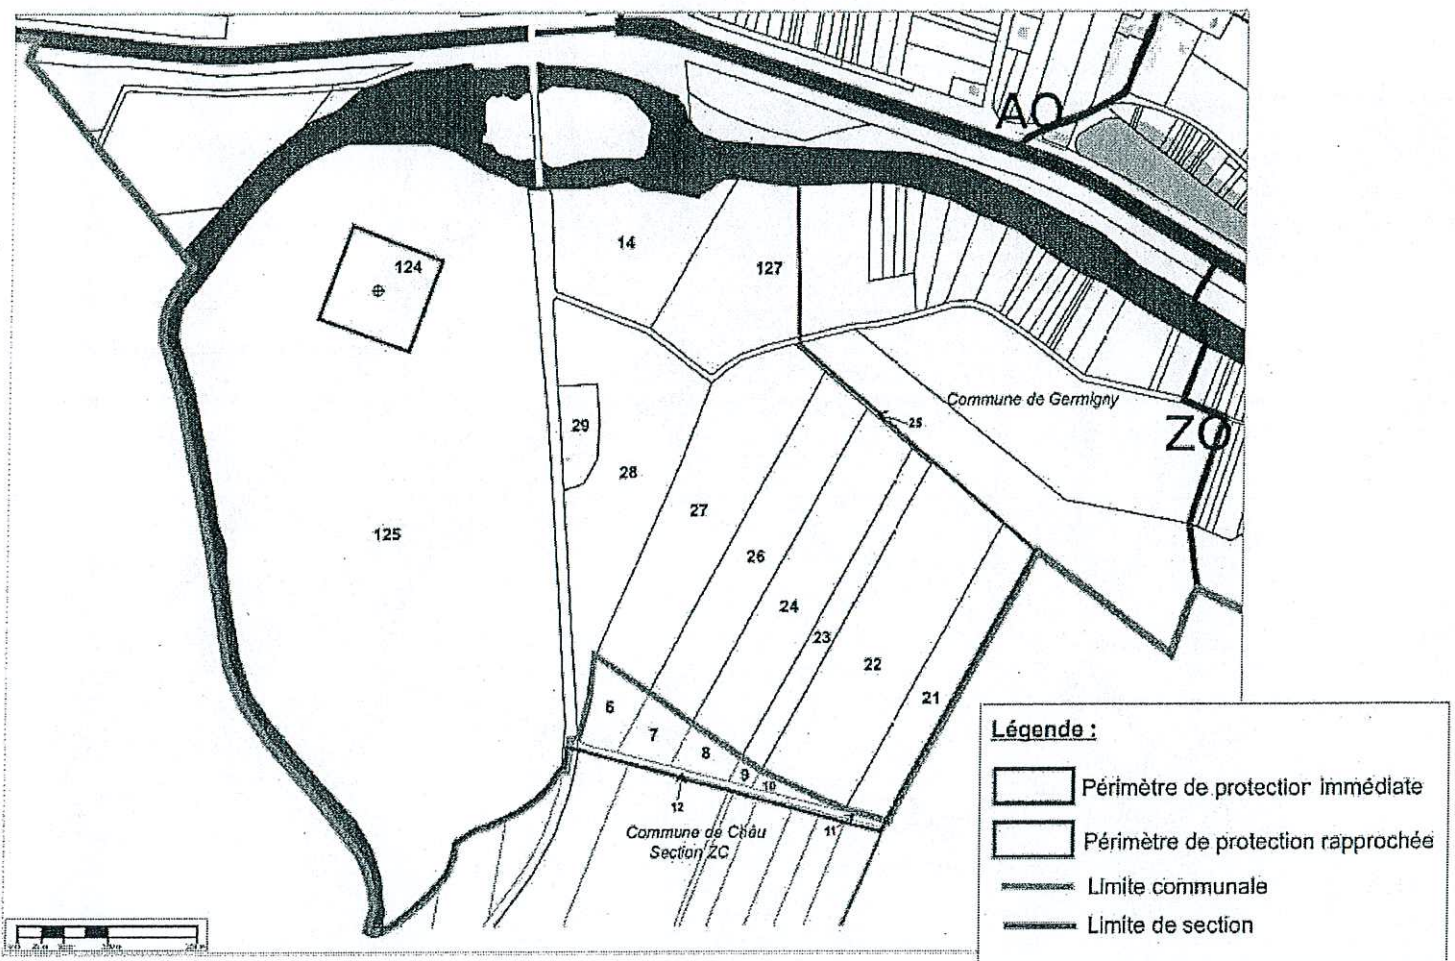 AO
124
14
127
Commune de Germigny
25
ZO
29
28
27
125
26
24
23
22
21
6
7
8
9
10
12
11
Commune de Chéu
Section ZC
Légende :
Périmètre de protection immédiate
Périmètre de protection rapprochée
Limite communale
Limite de section